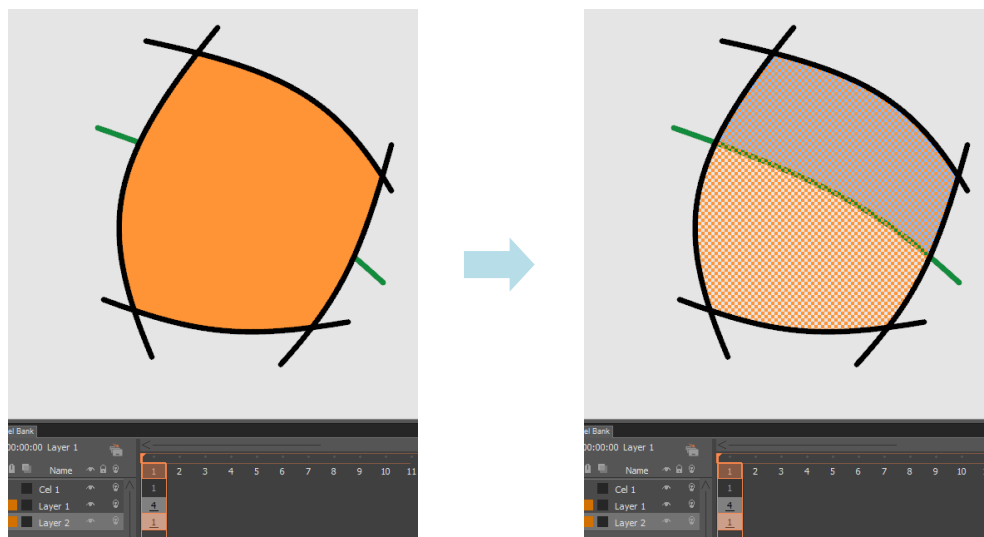 el Bank
00:00:00 Layer 1
Name 1 2 3 4 5 6 7 8 9 10 11
Cel 1 1
Layer 1 4
Layer 2 1
el Bank
00:00:00 Layer 1
Name 1 2 3 4 5 6 7 8 9 10
Cel 1 1
Layer 1 4
Layer 2 1